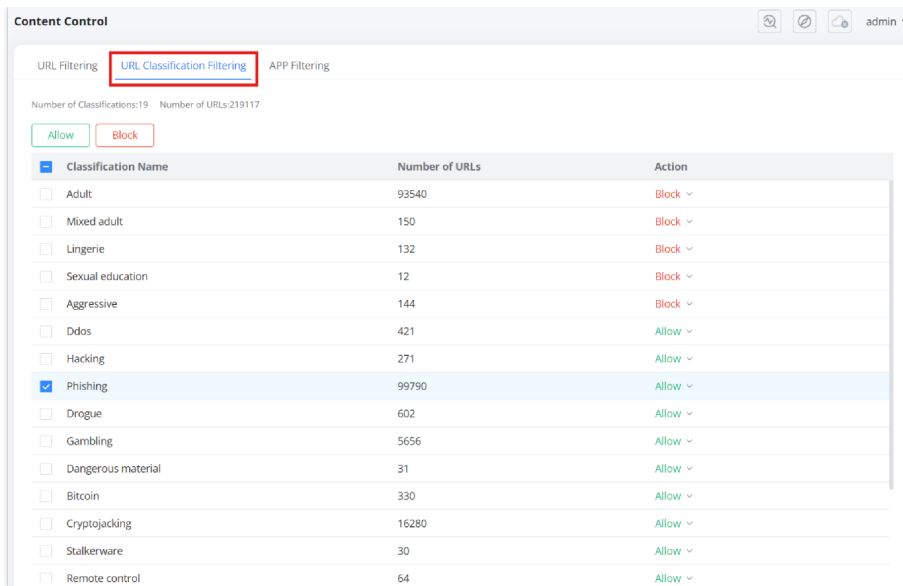 Content Control
admin
URL Filtering URL Classification Filtering APP Filtering
Number of Classifications:19 Number of URLs:219117
Allow Block
Classification Name Number of URLs Action
Adult 93540 Block
Mixed adult 150 Block
Lingerie 132 Block
Sexual education 12 Block
Aggressive 144 Block
Ddos 421 Allow
Hacking 271 Allow
Phishing 99790 Allow
Drogue 602 Allow
Gambling 5656 Allow
Dangerous material 31 Allow
Bitcoin 330 Allow
Cryptojacking 16280 Allow
Stalkerware 30 Allow
Remote control 64 Allow